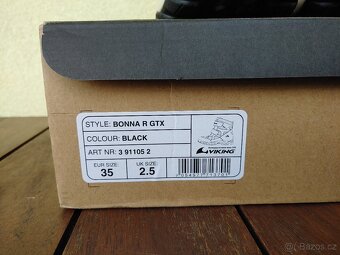 STYLE: BONNA R GTX
COLOUR: BLACK
ART NR: 3 91105 2
VIKING
EUR SIZE:
35
UK SIZE:
2.5
bazoš.cz